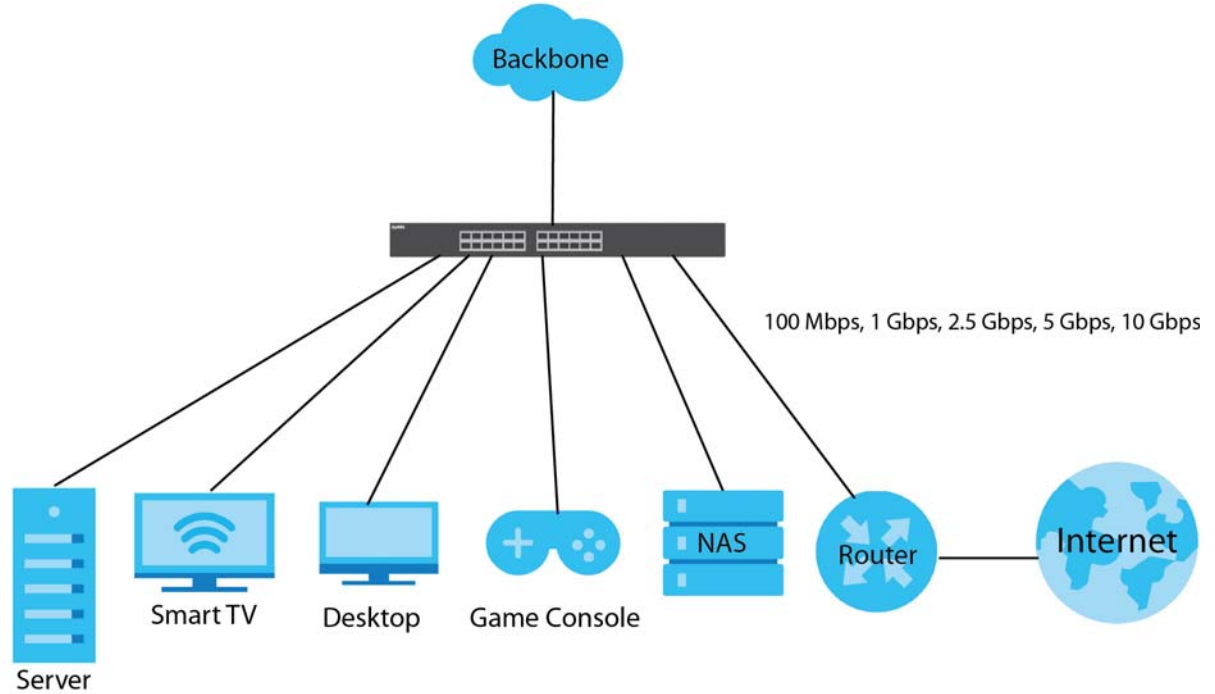 Backbone
100 Mbps, 1 Gbps, 2.5 Gbps, 5 Gbps, 10 Gbps
NAS
Router
Internet
Smart TV
Desktop
Game Console
Server